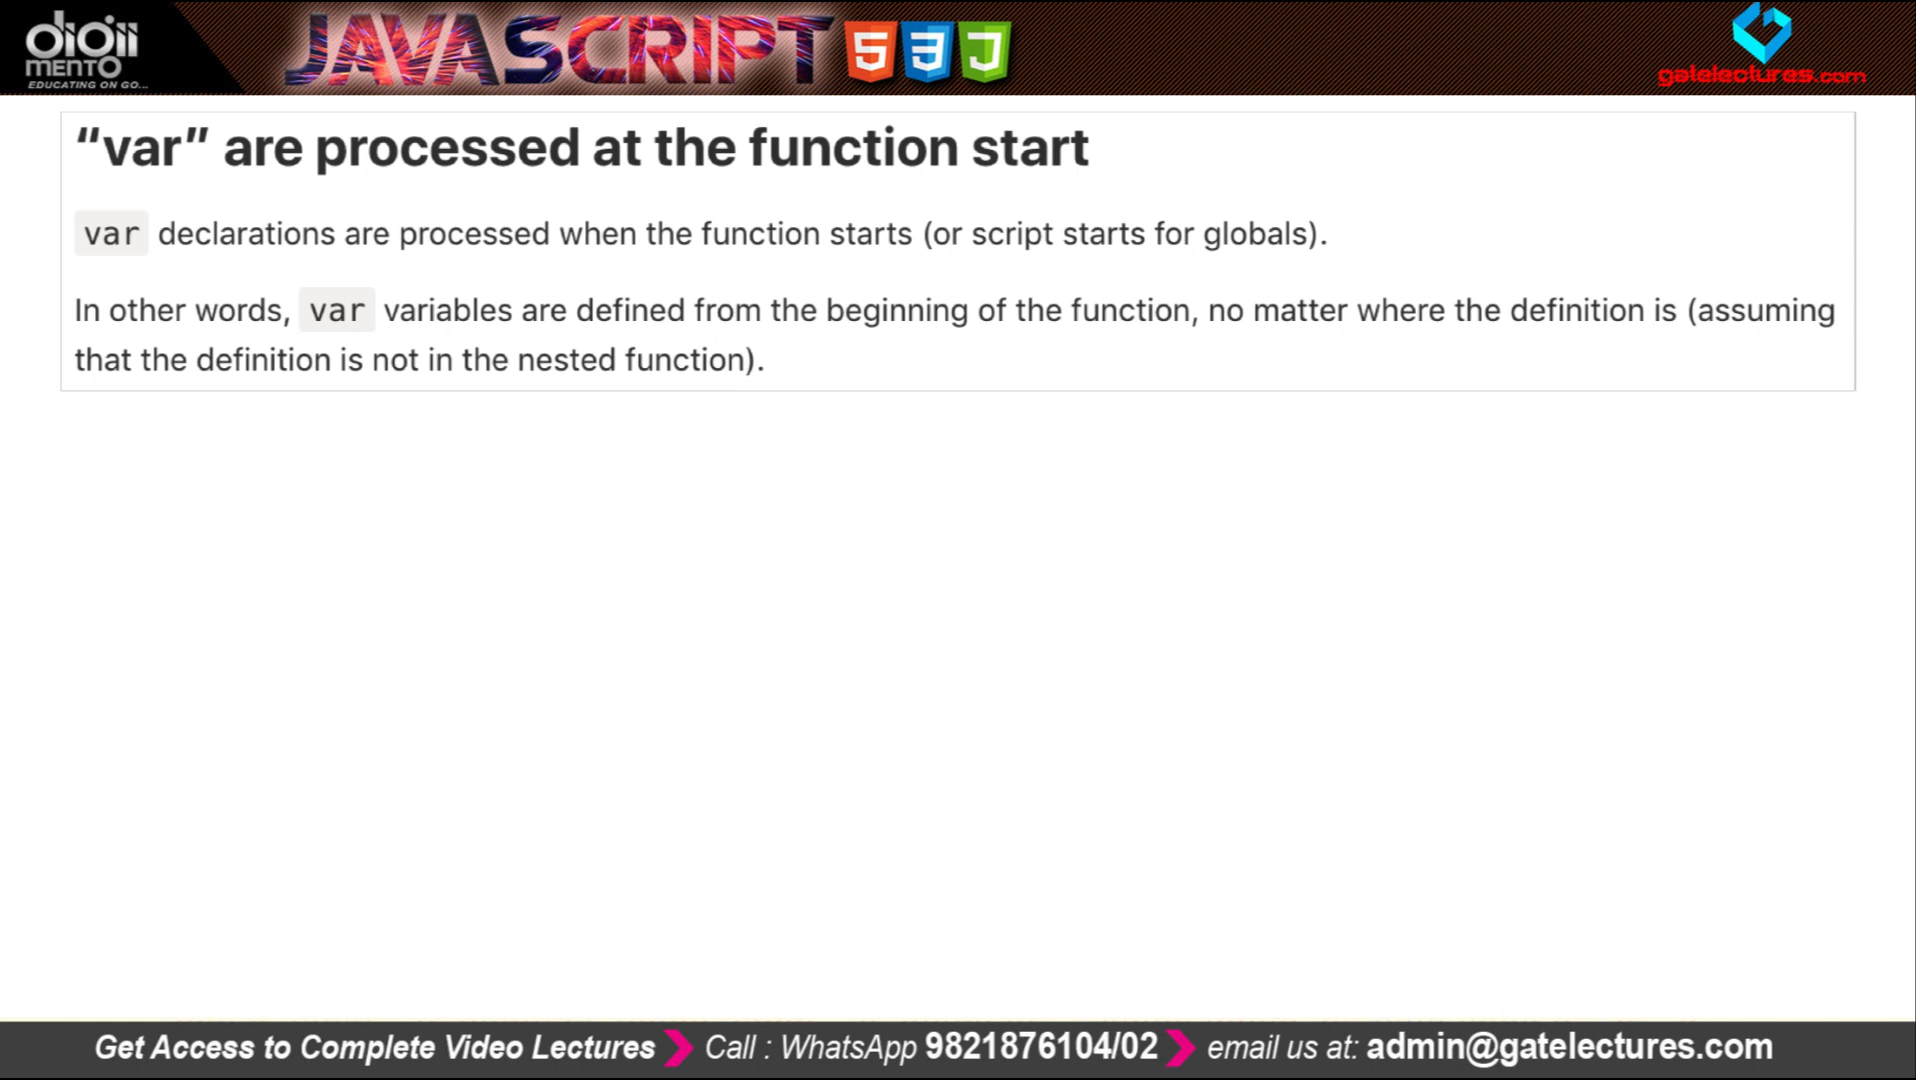 digii
MENTO
EDUCATING ON GO...
JAVASCRIPT
5 3 J
gatelectures.com
“var” are processed at the function start
var declarations are processed when the function starts (or script starts for globals).
In other words, var variables are defined from the beginning of the function, no matter where the definition is (assuming
that the definition is not in the nested function).
Get Access to Complete Video Lectures Call : WhatsApp 9821876104/02 email us at: admin@gatelectures.com